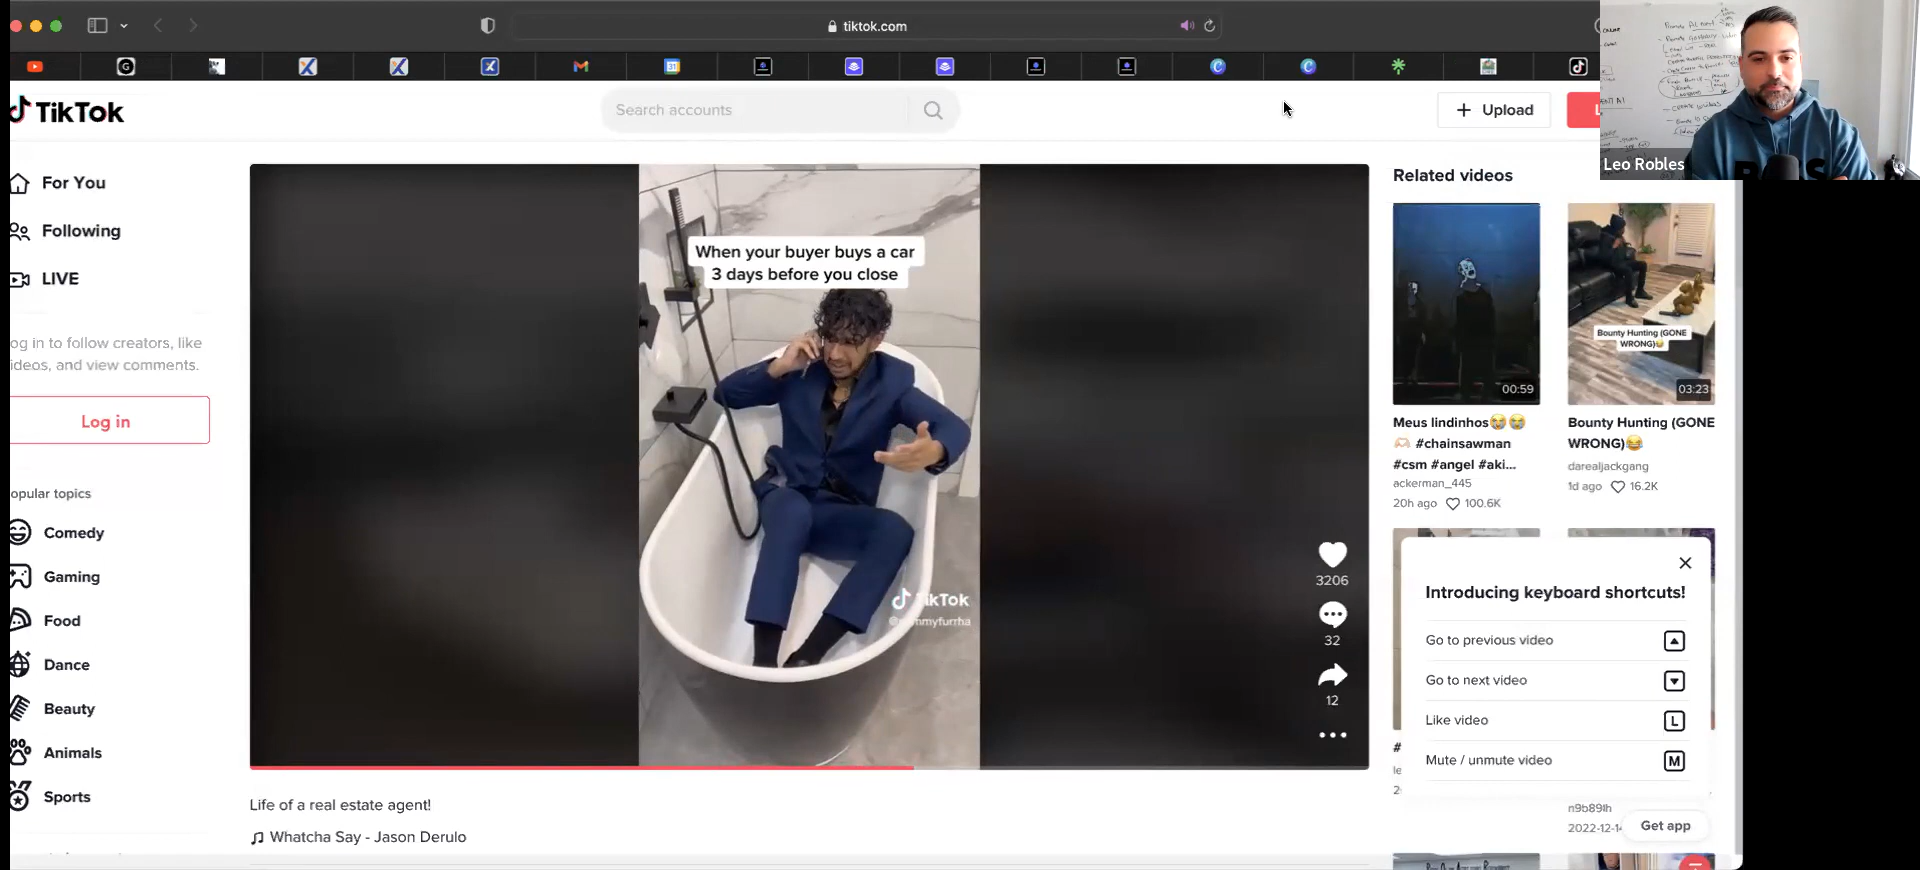 tiktok.com
TikTok
Search accounts
Upload
Leo Robles
For You
Following
LIVE
og in to follow creators, like
ideos, and view comments.
Log in
opular topics
Comedy
Gaming
Food
Dance
Beauty
Animals
Sports
When your buyer buys a car
3 days before you close
TikTok
3206
32
12
Life of a real estate agent!
Whatcha Say - Jason Derulo
Related videos
00:59
Meus lindinhos😭😭
🫶🏻 #chainsawman
#csm #angel #aki...
ackerman_445
20h ago 100.6K
Bounty Hunting (GONE
WRONG)😂
03:23
Bounty Hunting (GONE
WRONG)😂
darealjackgang
1d ago 16.2K
Introducing keyboard shortcuts!
Go to previous video
Go to next video
Like video L
Mute / unmute video M
#
le
2
n9b89lh
2022-12-14
Get app